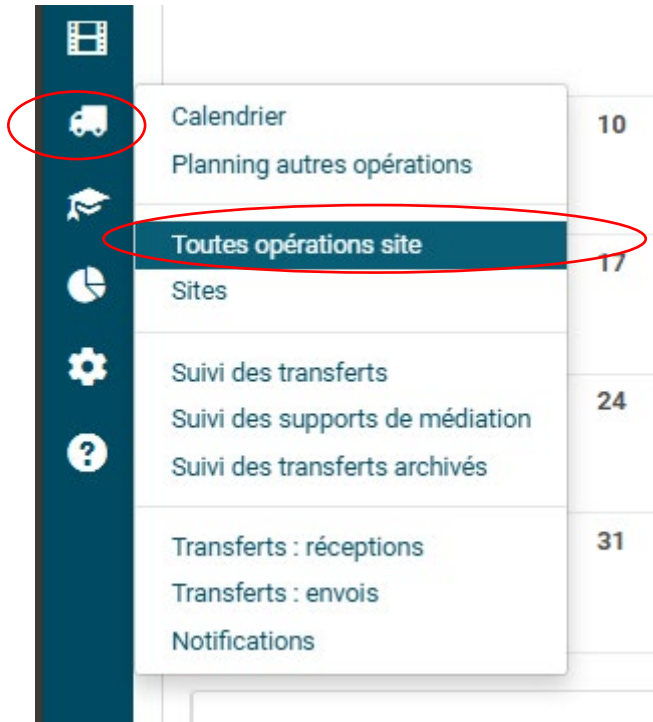 Calendrier
10
Planning autres opérations
Toutes opérations site
17
Sites
Suivi des transferts
24
Suivi des supports de médiation
?
Suivi des transferts archivés
Transferts : réceptions
31
Transferts : envois
Notifications